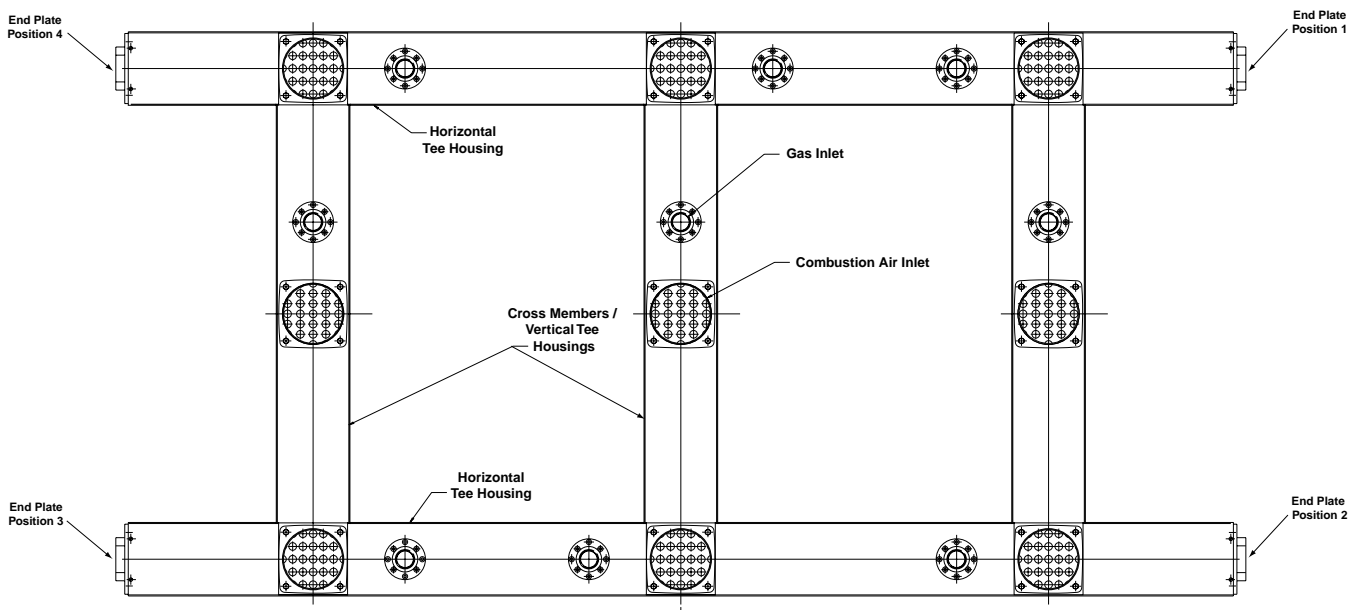 End Plate
Position 4
End Plate
Position 1
Horizontal
Tee Housing
Gas Inlet
Combustion Air Inlet
Cross Members /
Vertical Tee
Housings
Horizontal
Tee Housing
End Plate
Position 3
End Plate
Position 2